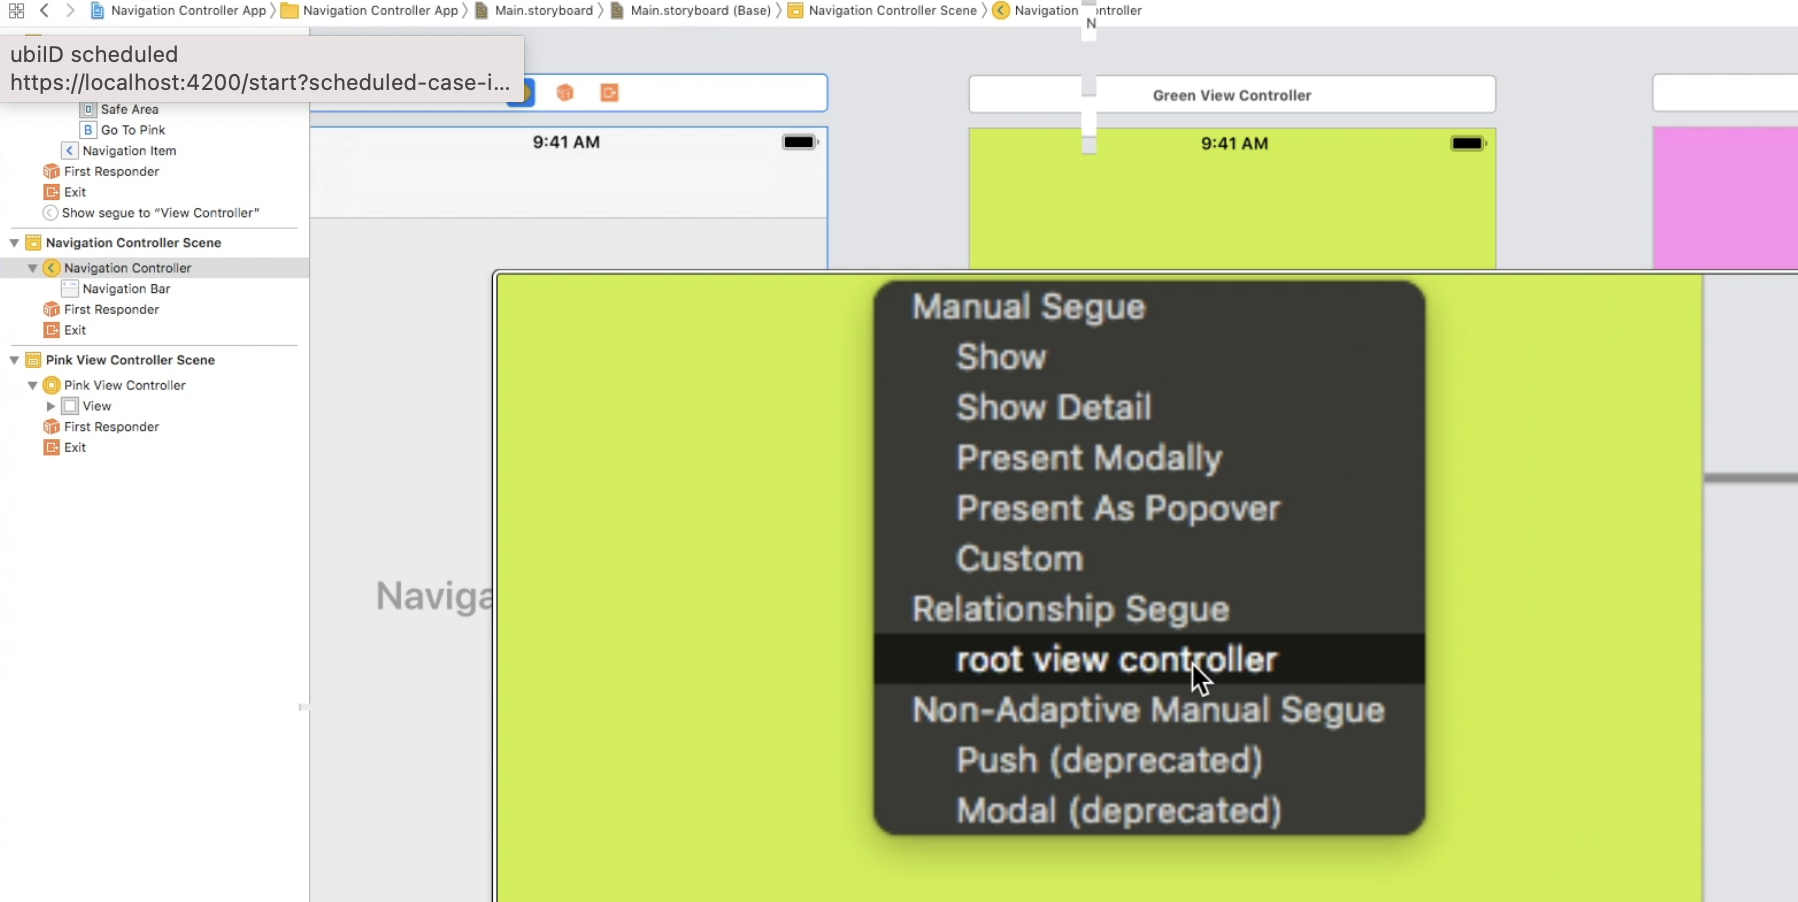 Navigation Controller App
Navigation Controller App
Main.storyboard
Main.storyboard (Base)
Navigation Controller Scene
Navigation
ntroller
N
ubiID scheduled
https://localhost:4200/start?scheduled-case-i...
Safe Area
B Go To Pink
Navigation Item
First Responder
Exit
Show segue to “View Controller”
Navigation Controller Scene
Navigation Controller
Navigation Bar
First Responder
Exit
Pink View Controller Scene
Pink View Controller
View
First Responder
Exit
9:41 AM
Green View Controller
9:41 AM
Naviga
Manual Segue
Show
Show Detail
Present Modally
Present As Popover
Custom
Relationship Segue
root view controller
Non-Adaptive Manual Segue
Push (deprecated)
Modal (deprecated)